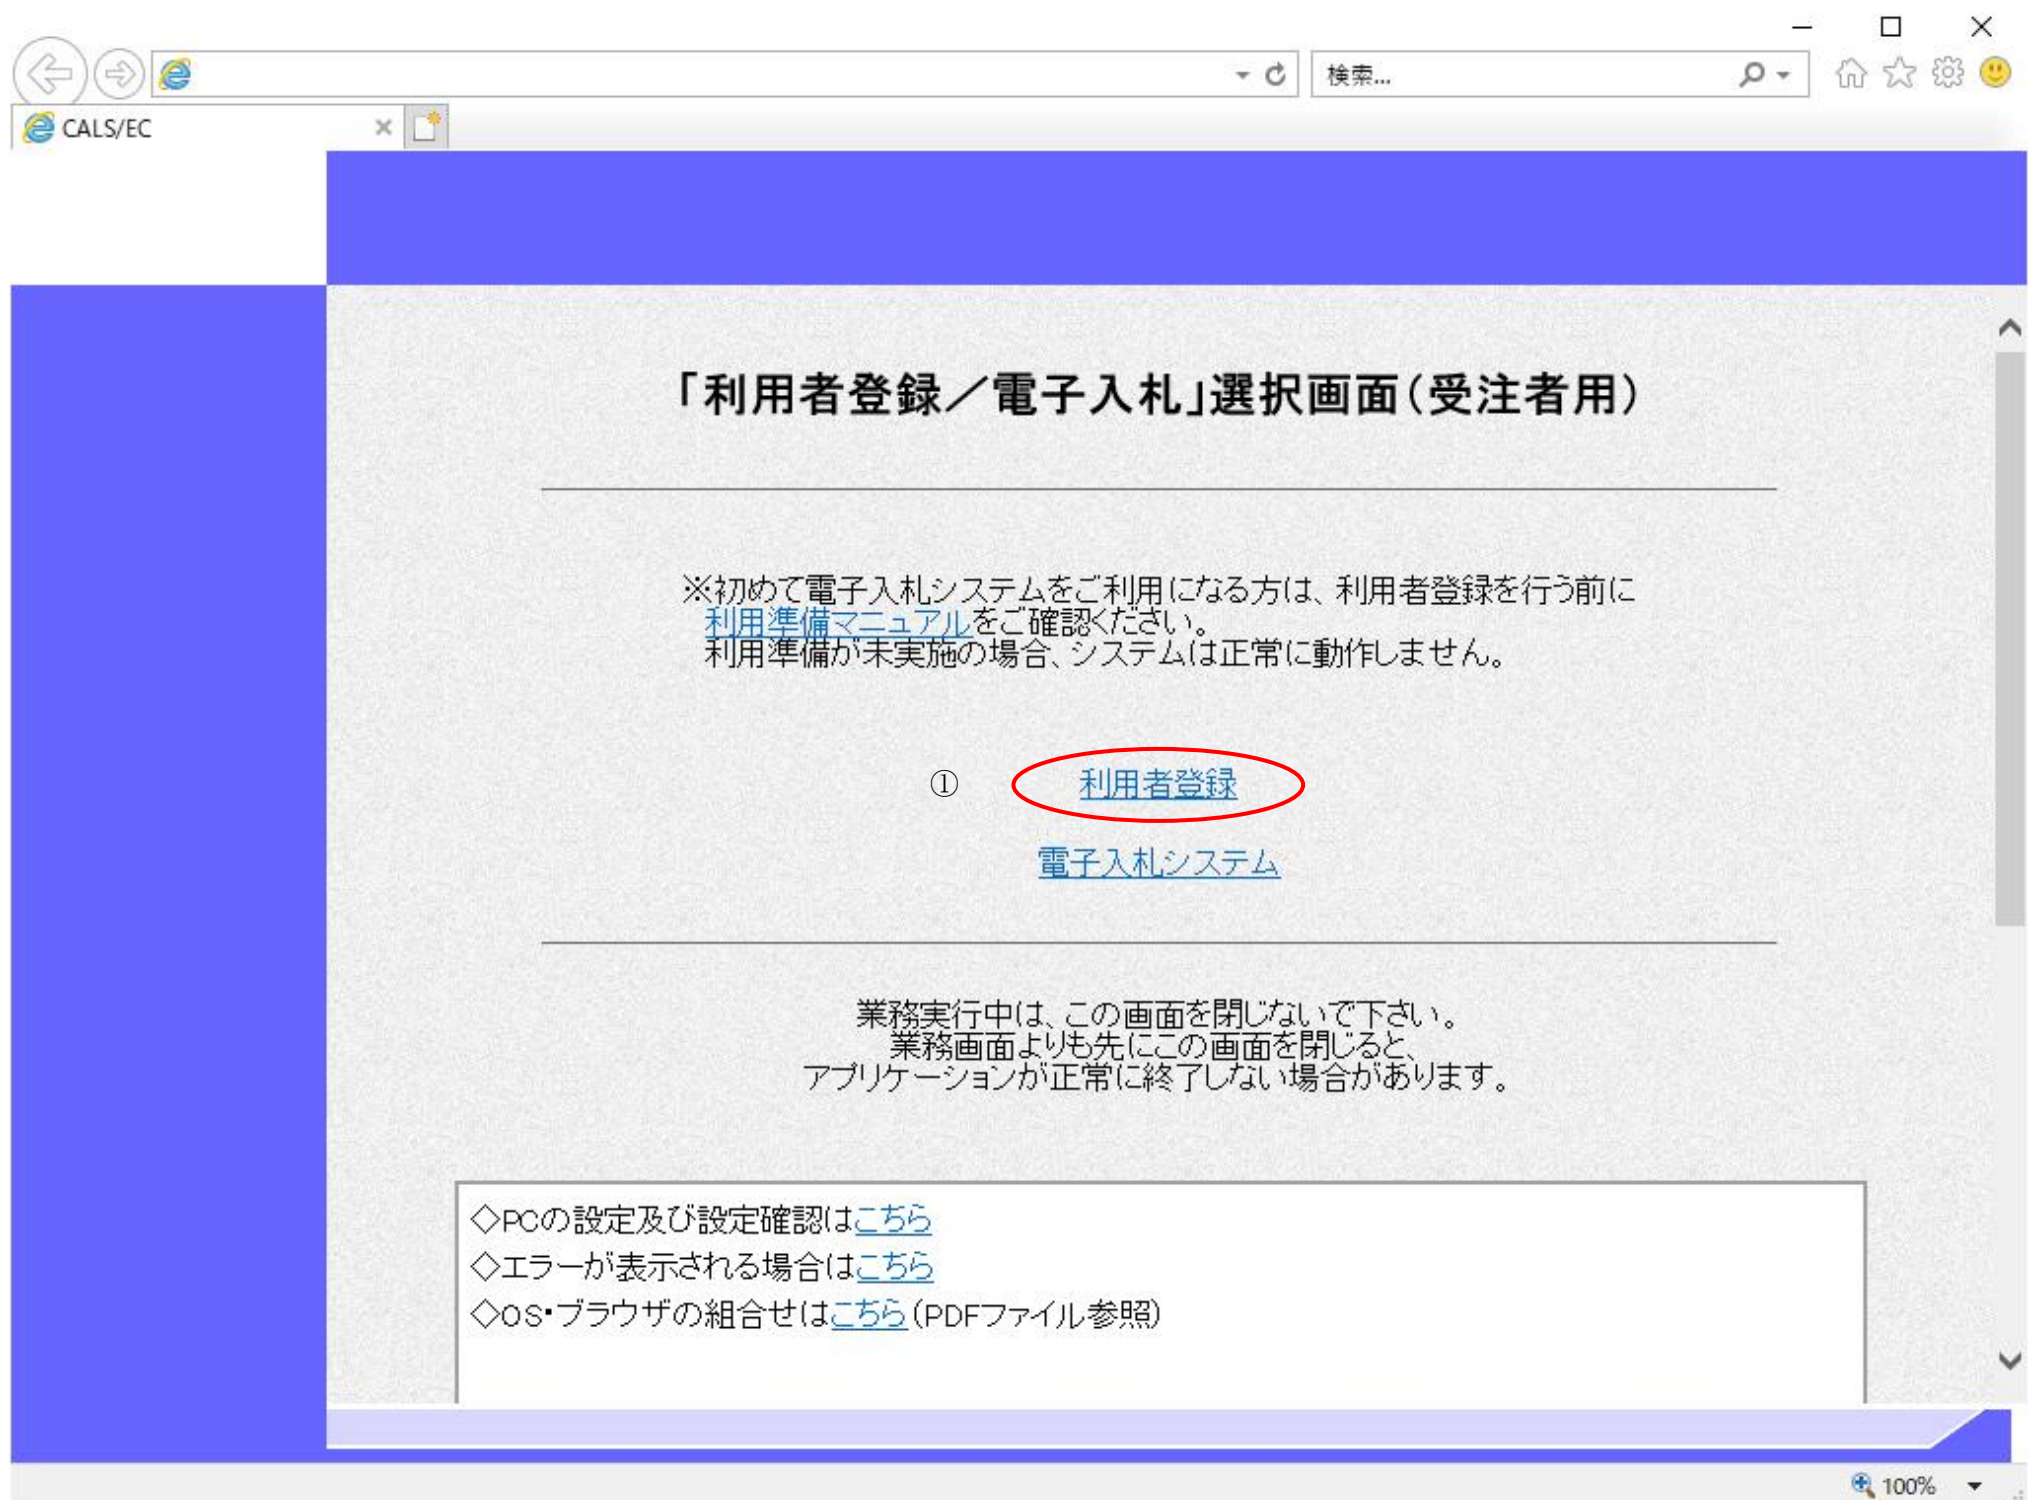 検索...
CALS/EC
「利用者登録／電子入札」選択画面（受注者用）
※初めて電子入札システムをご利用になる方は、利用者登録を行う前に
利用準備マニュアルをご確認ください。
利用準備が未実施の場合、システムは正常に動作しません。
① 利用者登録
電子入札システム
業務実行中は、この画面を閉じないで下さい。
業務画面よりも先にこの画面を閉じると、
アプリケーションが正常に終了しない場合があります。
◇PCの設定及び設定確認はこちら
◇エラーが表示される場合はこちら
◇OS・ブラウザの組合せはこちら（PDFファイル参照）
100%